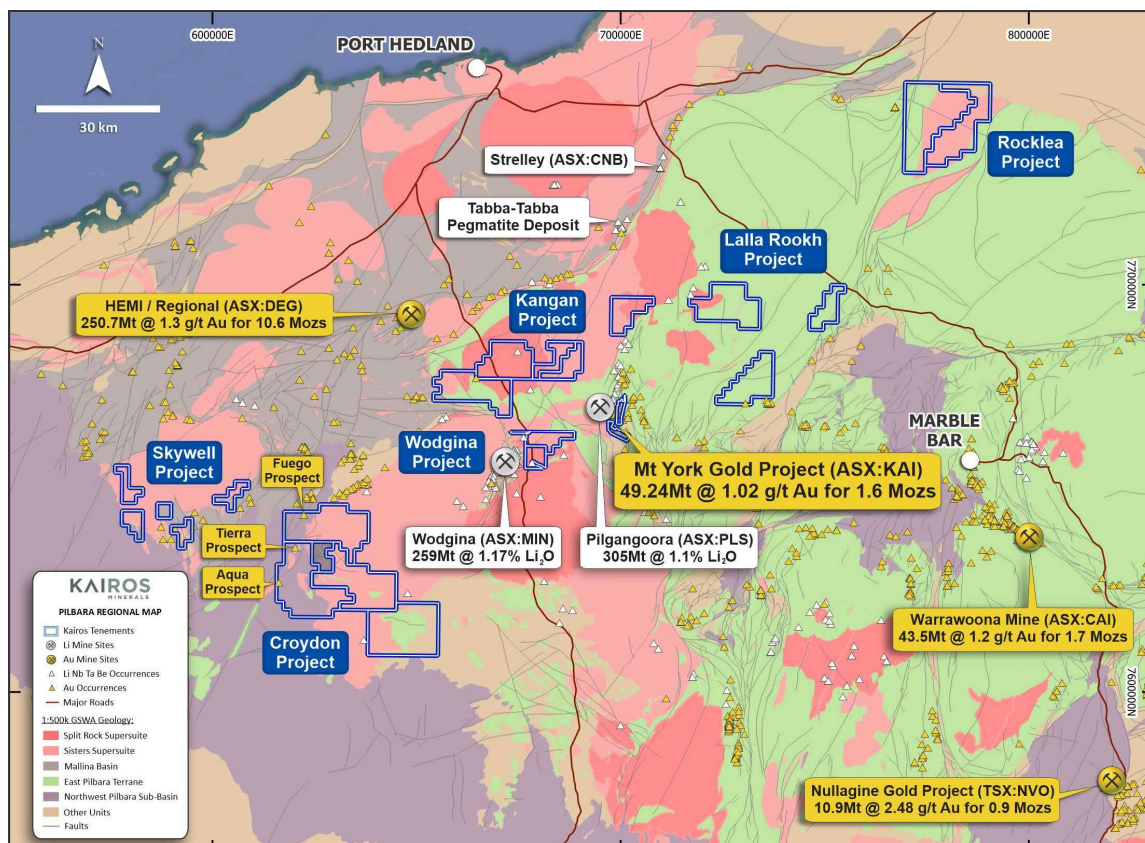 600000E
700000E
800000E
PORT HEDLAND
N
30 km
Rocklea
Project
Strelley (ASX:CNB)
Tabba-Tabba
Pegmatite Deposit
Lalla Rookh
Project
7700000N
HEMI / Regional (ASX:DEG)
250.7Mt @ 1.3 g/t Au for 10.6 Mozs
Kangan
Project
MARBLE
BAR
Wodgina
Project
Skywell
Project
Fuego
Prospect
Mt York Gold Project (ASX:KAI)
49.24Mt @ 1.02 g/t Au for 1.6 Mozs
Tierra
Prospect
Wodgina (ASX:MIN)
259Mt @ 1.17% Li₂O
Pilgangoora (ASX:PLS)
305Mt @ 1.1% Li₂O
Aqua
Prospect
Warrawoona Mine (ASX:CAI)
43.5Mt @ 1.2 g/t Au for 1.7 Mozs
Croydon
Project
7600000N
Nullagine Gold Project (TSX:NVO)
10.9Mt @ 2.48 g/t Au for 0.9 Mozs
KAIROS
MINERALS
PILBARA REGIONAL MAP
Kairos Tenements
Li Mine Sites
Au Mine Sites
Li Nb Ta Be Occurrences
Au Occurrences
Major Roads
1:500k GSWA Geology:
Split Rock Supersuite
Sisters Supersuite
Mallina Basin
East Pilbara Terrane
Northwest Pilbara Sub-Basin
Other Units
Faults